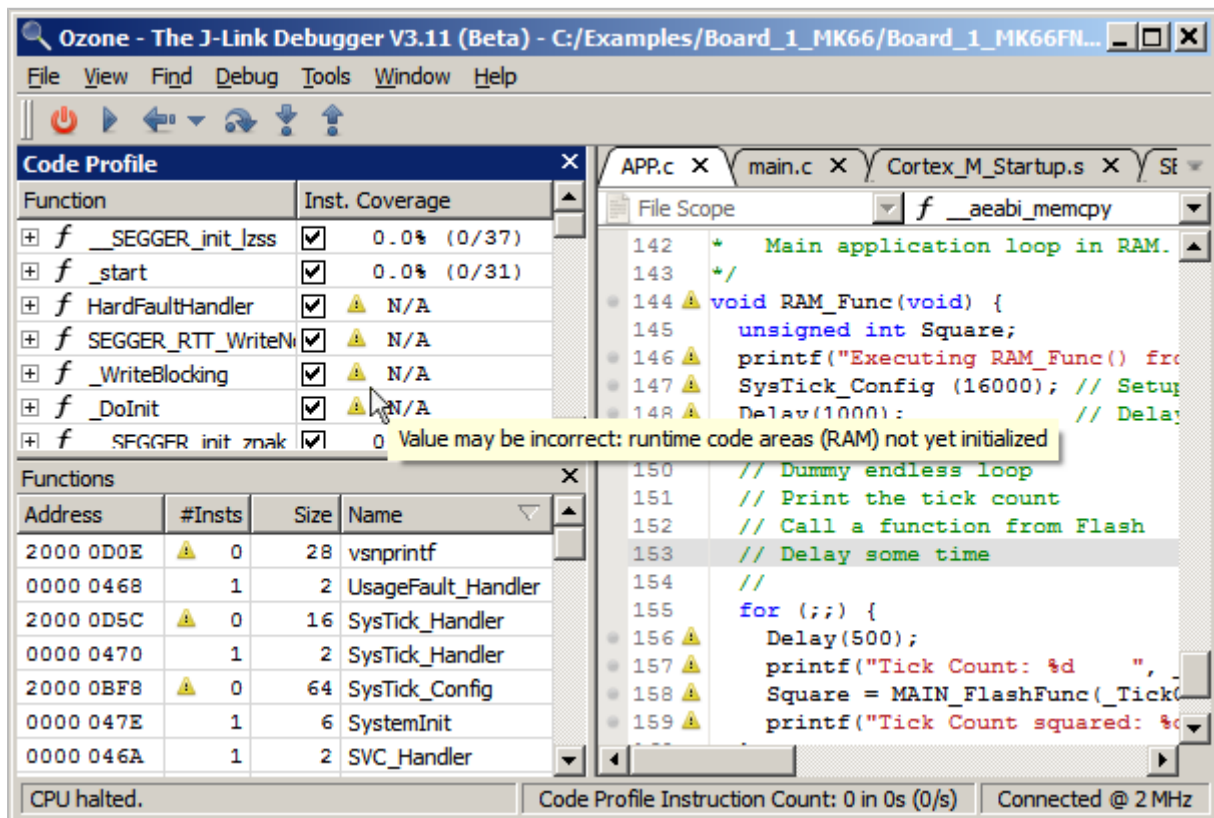 Ozone - The J-Link Debugger V3.11 (Beta) - C:/Examples/Board_1_MK66/Board_1_MK66FN...
File View Find Debug Tools Window Help
Code Profile
Function Inst. Coverage
f __SEGGER_init_lzss 0.0% (0/37)
f _start 0.0% (0/31)
f HardFaultHandler N/A
f SEGGER_RTT_WriteN
f _WriteBlocking N/A
f _DoInit N/A
f __SEGGER_init_zpak 0
Value may be incorrect: runtime code areas (RAM) not yet initialized
Functions
Address #Insts Size Name
2000 0D0E 0 28 vsnprintf
0000 0468 1 2 UsageFault_Handler
2000 0D5C 0 16 SysTick_Handler
0000 0470 1 2 SysTick_Handler
2000 0BF8 0 64 SysTick_Config
0000 047E 1 6 SystemInit
0000 046A 1 2 SVC_Handler
APP.c main.c Cortex_M_Startup.s SE
File Scope f __aeabi_memcpy
142 * Main application loop in RAM.
143 */
144 void RAM_Func(void) {
145 unsigned int Square;
146 printf("Executing RAM_Func() fro
147 SysTick_Config (16000); // Setup
148 Delay(1000); // Delay
150 // Dummy endless loop
151 // Print the tick count
152 // Call a function from Flash
153 // Delay some time
154 //
155 for (;;) {
156 Delay(500);
157 printf("Tick Count: %d ", _
158 Square = MAIN_FlashFunc(_TickC
159 printf("Tick Count squared: %d
CPU halted. Code Profile Instruction Count: 0 in 0s (0/s) Connected @ 2 MHz